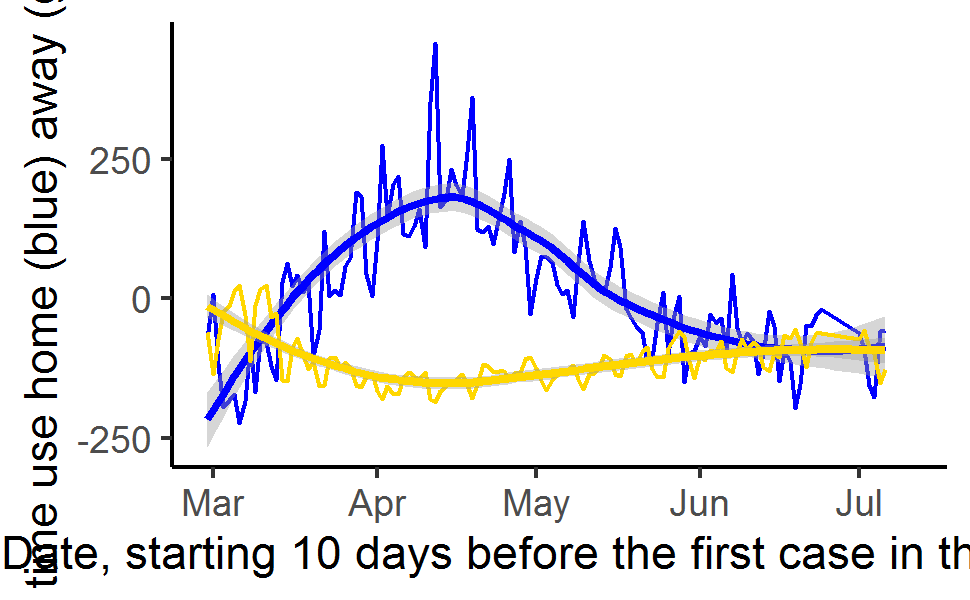 time use home (blue) away (
250
0
-250
Mar Apr May Jun Jul
Date, starting 10 days before the first case in th